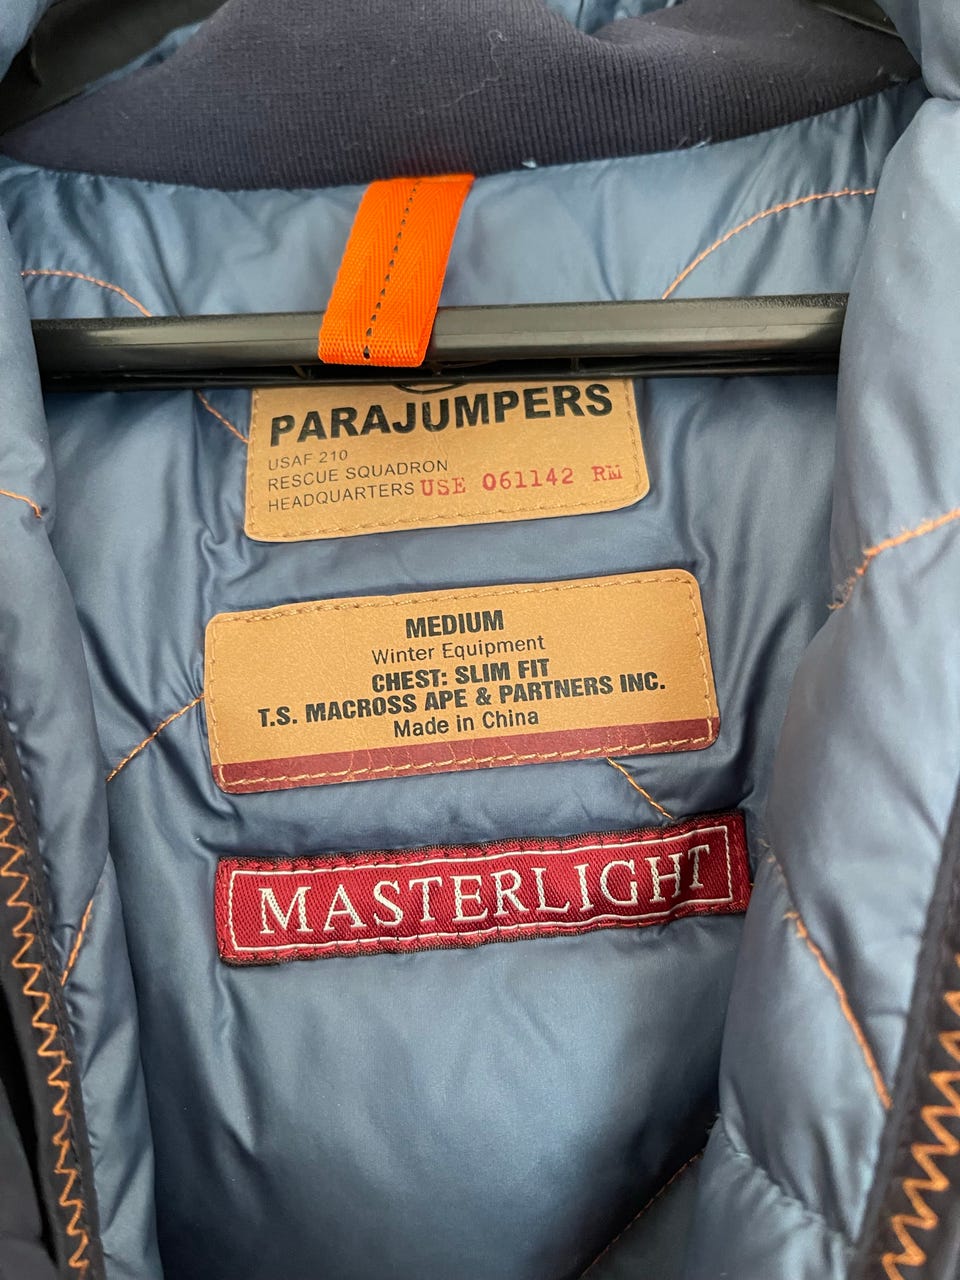 PARAJUMPERS
USAF 210
RESCUE SQUADRON
HEADQUARTERS USE 061142 RM
MEDIUM
Winter Equipment
CHEST: SLIM FIT
T.S. MACROSS APE & PARTNERS INC.
Made in China
MASTERLIGHT